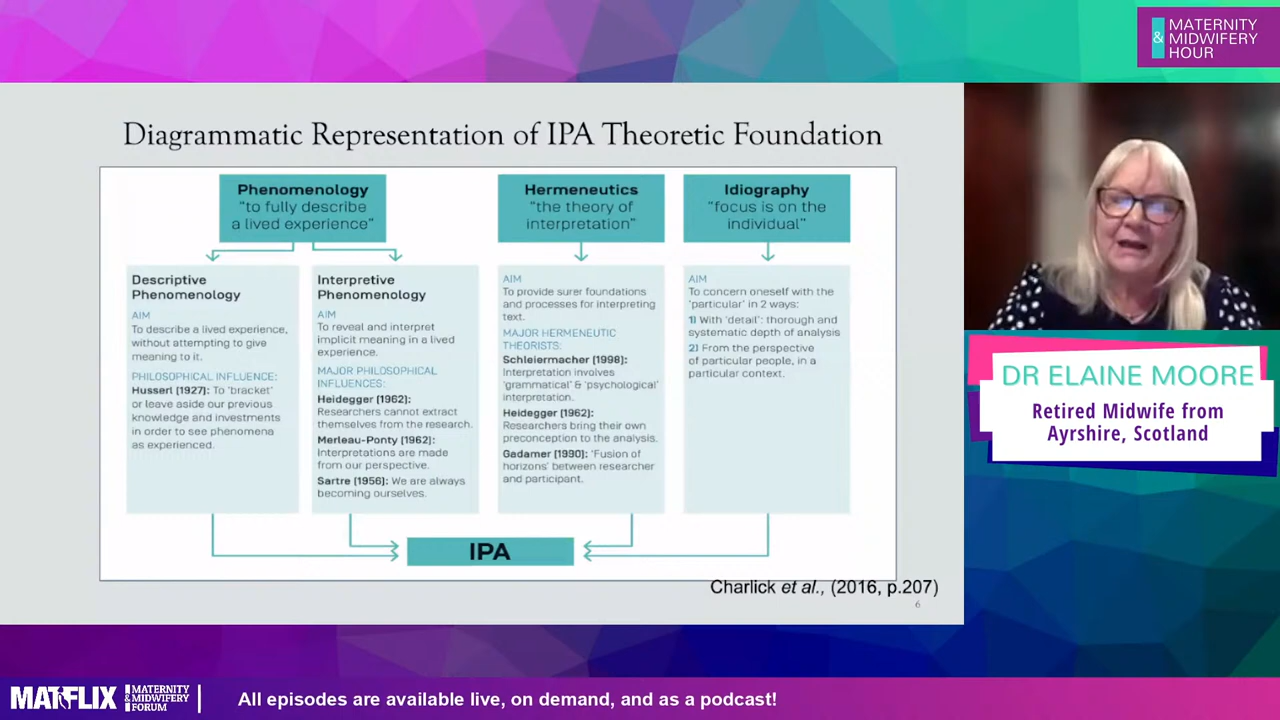 MATERNITY
& MIDWIFERY
HOUR
Diagrammatic Representation of IPA Theoretic Foundation
Phenomenology
"to fully describe
a lived experience"
Hermeneutics
"the theory of
interpretation"
Idiography
"focus is on the
individual"
Descriptive
Phenomenology
AIM
To describe a lived experience,
without attempting to give
meaning to it.
PHILOSOPHICAL INFLUENCE:
Husserl (1927): To 'bracket'
or leave aside our previous
knowledge and investments
in order to see phenomena
as experienced.
Interpretive
Phenomenology
AIM
To reveal and interpret
implicit meaning in a lived
experience.
MAJOR PHILOSOPHICAL
INFLUENCES:
Heidegger (1962):
Researchers cannot extract
themselves from the research.
Merleau-Ponty (1962):
Interpretations are made
from our perspective.
Sartre (1956): We are always
becoming ourselves.
AIM
To provide surer foundations
and processes for interpreting
text.
MAJOR HERMENEUTIC
THEORISTS:
Schleiermacher (1998):
Interpretation involves
'grammatical' & 'psychological'
interpretation.
Heidegger (1962):
Researchers bring their own
preconception to the analysis.
Gadamer (1990): 'Fusion of
horizons' between researcher
and participant.
AIM
To concern oneself with the
'particular' in 2 ways:
1) With 'detail': thorough and
systematic depth of analysis
2) From the perspective
of particular people, in a
particular context.
IPA
Charlick et al., (2016, p.207)
6
DR ELAINE MOORE
Retired Midwife from
Ayrshire, Scotland
MATFLIX
MATERNITY
& MIDWIFERY
FORUM
All episodes are available live, on demand, and as a podcast!